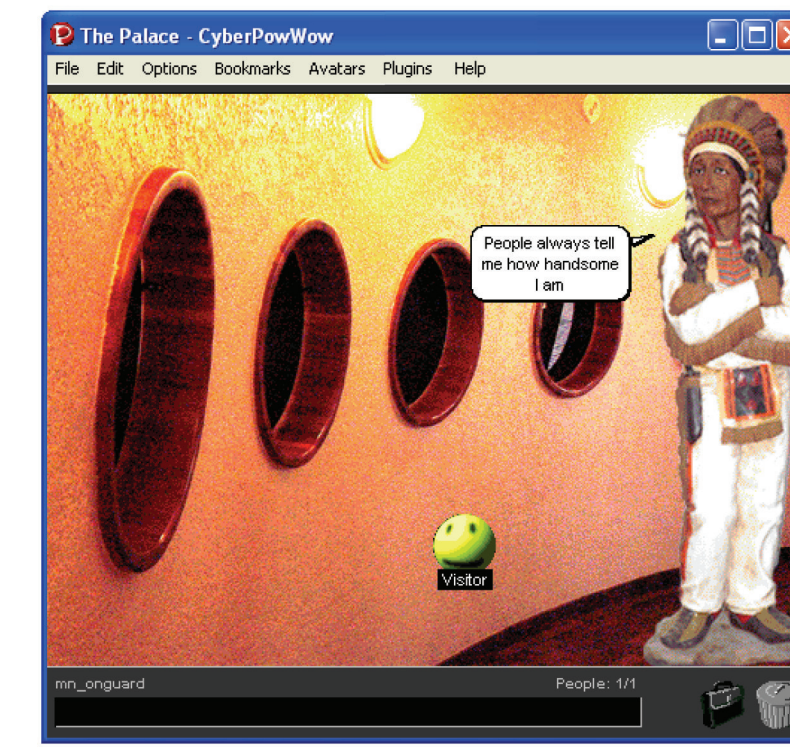 The Palace - CyberPowWow
File Edit Options Bookmarks Avatars Plugins Help
People always tell
me how handsome
I am
Visitor
mn_onguard People: 1/1